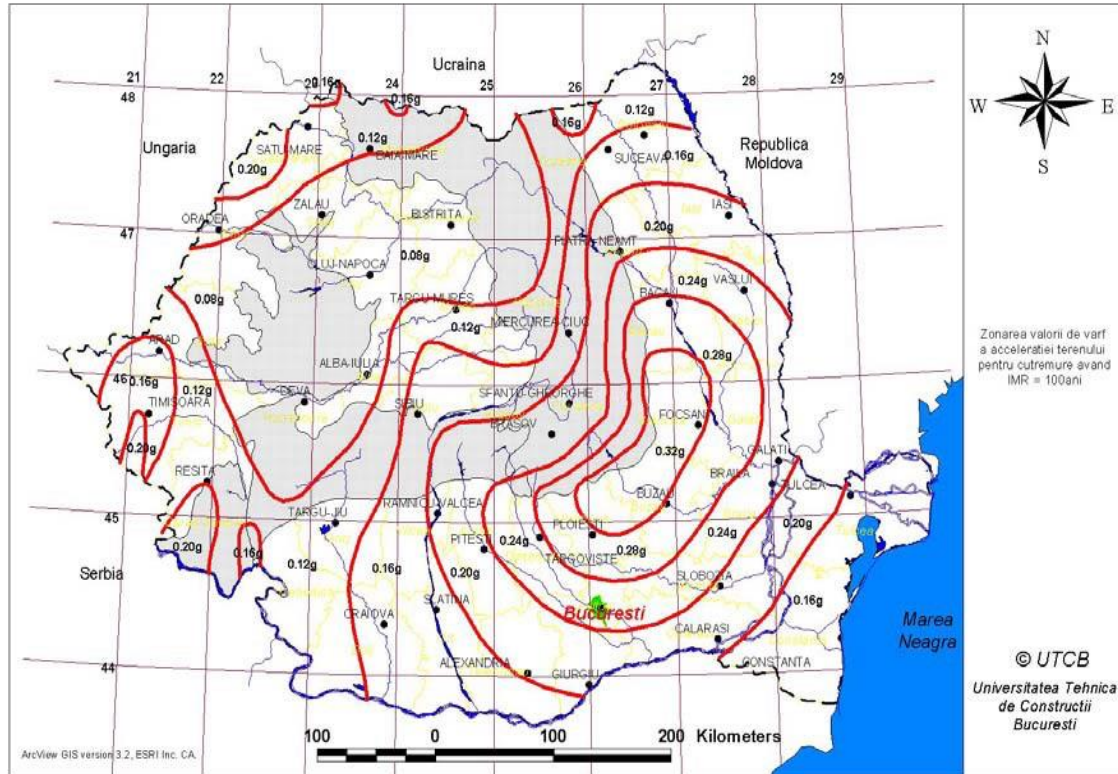 21
22
23
24
25
26
27
28
29
48
47
46
45
44
Ucraina
Ungaria
Republica
Moldova
Serbia
Marea
Neagra
N
W
E
S
0.16g
0.16g
0.16g
0.12g
0.12g
0.16g
SATU-MARE
BAIA MARE
SUCEAVA
0.20g
ORADEA
ZALAU
BISTRITA
IASI
0.20g
PIATRA-NEAMT
CLUJ-NAPOCA
0.08g
0.08g
TARGU-MURES
BACAU
0.24g
VASLUI
0.12g
MERCUREA-CIUC
ARAD
0.16g
0.12g
ALBA-IULIA
DEVA
0.28g
TIMISOARA
SIBIU
SFANTU-GHEORGHE
BRASOV
FOCSANI
0.20g
RESITA
0.32g
GALATI
BRAILA
TULCEA
RAMNICU-VALCEA
BUZAU
TARGU-JIU
PLOIESTI
0.20g
0.20g
0.16g
0.12g
PITESTI
0.24g
TARGOVISTE
0.28g
0.24g
0.16g
0.20g
SLOBOZIA
0.16g
SLATINA
CRAIOVA
Bucuresti
CALARASI
ALEXANDRIA
GIURGIU
CONSTANTA
100
0
100
200
Kilometers
ArcView GIS version 3.2, ESRI Inc. CA.
Zonarea valorii de varf
a acceleratiei terenului
pentru cutremure avand
IMR = 100ani
© UTCB
Universitatea Tehnica
de Constructii
Bucuresti